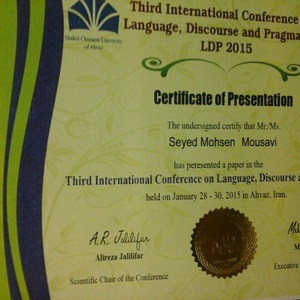 Third International Conference
Language, Discourse and Pragma
LDP 2015
Shahid Chamran University
of Ahvaz
Certificate of Presentation
The undersigned certify that Mr./Ms.
Seyed Mohsen Mousavi
has peresented a paper in the
Third International Conference on Language, Discourse a
held on January 28 - 30, 2015 in Ahvaz, Iran.
A.R. Jalilifar
Alireza Jalilifar
Scientific Chair of the Conference
Executive